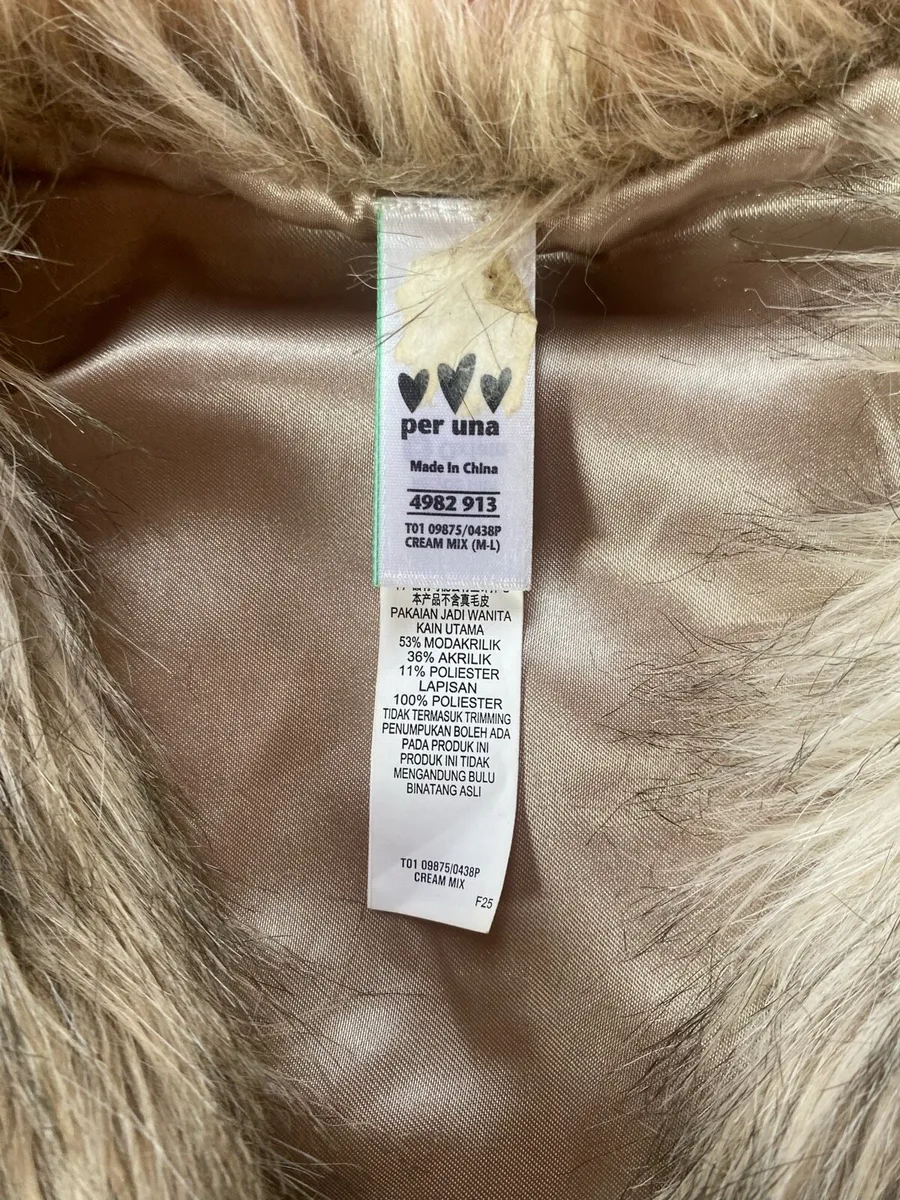 per una
Made In China
4982 913
T01 09875/0438P
CREAM MIX (M-L)
本产品不含真毛皮
PAKAIAN JADI WANITA
KAIN UTAMA
53% MODAKRILIK
36% AKRILIK
11% POLIESTER
LAPISAN
100% POLIESTER
TIDAK TERMASUK TRIMMING
PENUMPUKAN BOLEH ADA
PADA PRODUK INI
PRODUK INI TIDAK
MENGANDUNG BULU
BINATANG ASLI
T01 09875/0438P
CREAM MIX
F25